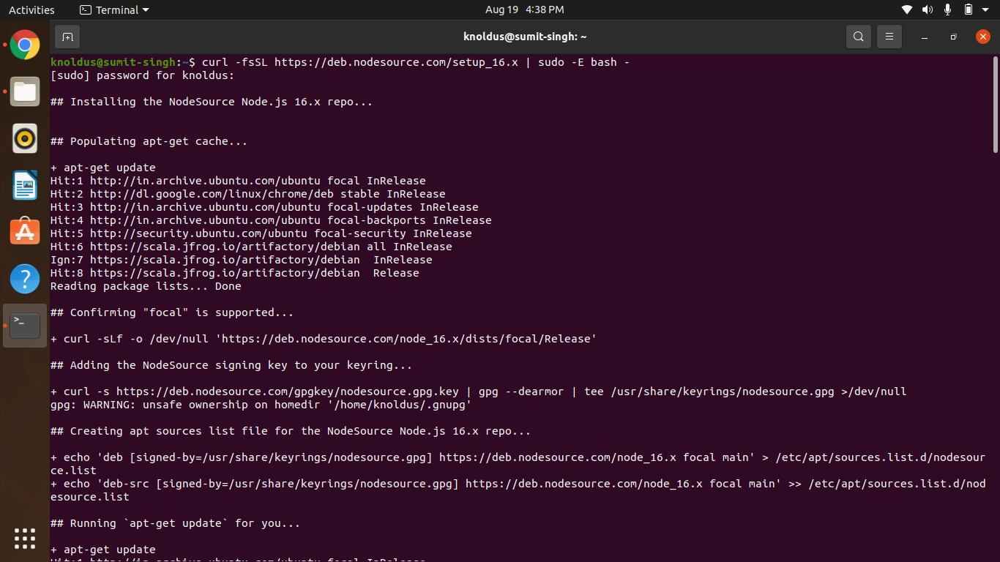 Activities
Terminal
Aug 19 4:38 PM
knoldus@sumit-singh: ~
knoldus@sumit-singh:~$ curl -fsSL https://deb.nodesource.com/setup_16.x | sudo -E bash -
[sudo] password for knoldus:
## Installing the NodeSource Node.js 16.x repo...
## Populating apt-get cache...
+ apt-get update
Hit:1 http://in.archive.ubuntu.com/ubuntu focal InRelease
Hit:2 http://dl.google.com/linux/chrome/deb stable InRelease
Hit:3 http://in.archive.ubuntu.com/ubuntu focal-updates InRelease
Hit:4 http://in.archive.ubuntu.com/ubuntu focal-backports InRelease
Hit:5 http://security.ubuntu.com/ubuntu focal-security InRelease
Hit:6 https://scala.jfrog.io/artifactory/debian all InRelease
Ign:7 https://scala.jfrog.io/artifactory/debian  InRelease
Hit:8 https://scala.jfrog.io/artifactory/debian  Release
Reading package lists... Done
## Confirming "focal" is supported...
+ curl -sLf -o /dev/null 'https://deb.nodesource.com/node_16.x/dists/focal/Release'
## Adding the NodeSource signing key to your keyring...
+ curl -s https://deb.nodesource.com/gpgkey/nodesource.gpg.key | gpg --dearmor | tee /usr/share/keyrings/nodesource.gpg >/dev/null
gpg: WARNING: unsafe ownership on homedir '/home/knoldus/.gnupg'
## Creating apt sources list file for the NodeSource Node.js 16.x repo...
+ echo 'deb [signed-by=/usr/share/keyrings/nodesource.gpg] https://deb.nodesource.com/node_16.x focal main' > /etc/apt/sources.list.d/nodesour
ce.list
+ echo 'deb-src [signed-by=/usr/share/keyrings/nodesource.gpg] https://deb.nodesource.com/node_16.x focal main' >> /etc/apt/sources.list.d/nod
esource.list
## Running `apt-get update` for you...
+ apt-get update
Hit:1 http://in.archive.ubuntu.com/ubuntu focal InRelease